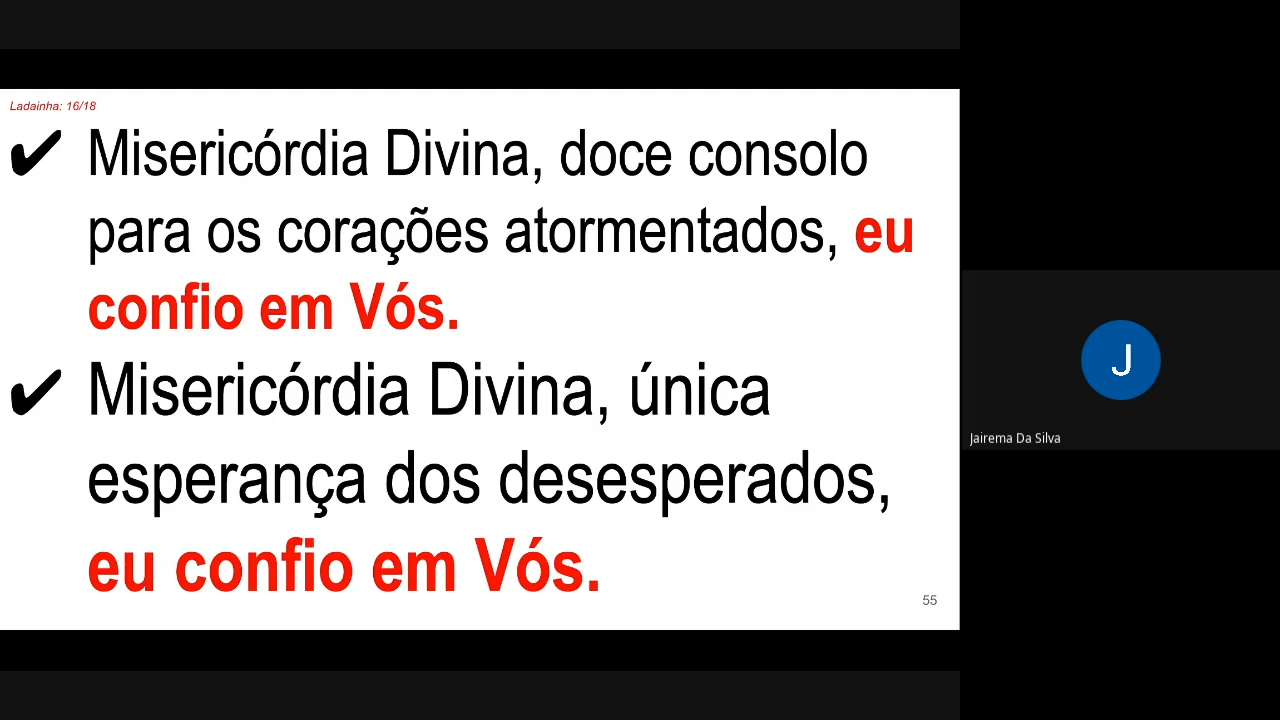 Ladainha: 16/18
✔ Misericórdia Divina, doce consolo
para os corações atormentados, eu
confio em Vós.
✔ Misericórdia Divina, única
esperança dos desesperados,
eu confio em Vós.
55
J
Jairema Da Silva